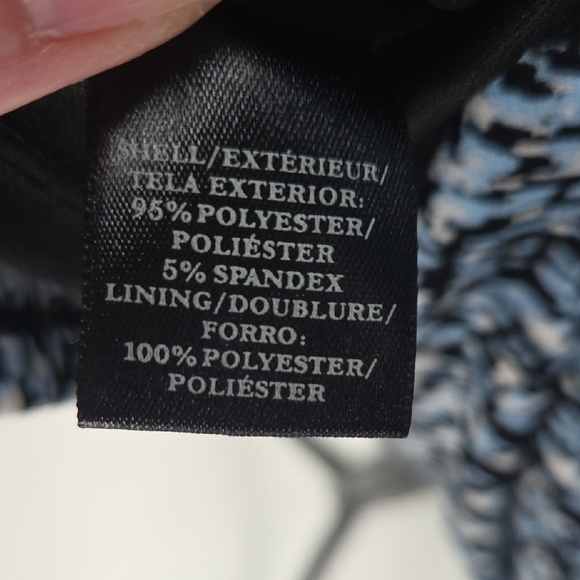 SHELL/EXTÉRIEUR/
TELA EXTERIOR:
95% POLYESTER/
POLIÉSTER
5% SPANDEX
LINING/DOUBLURE/
FORRO:
100% POLYESTER/
POLIÉSTER